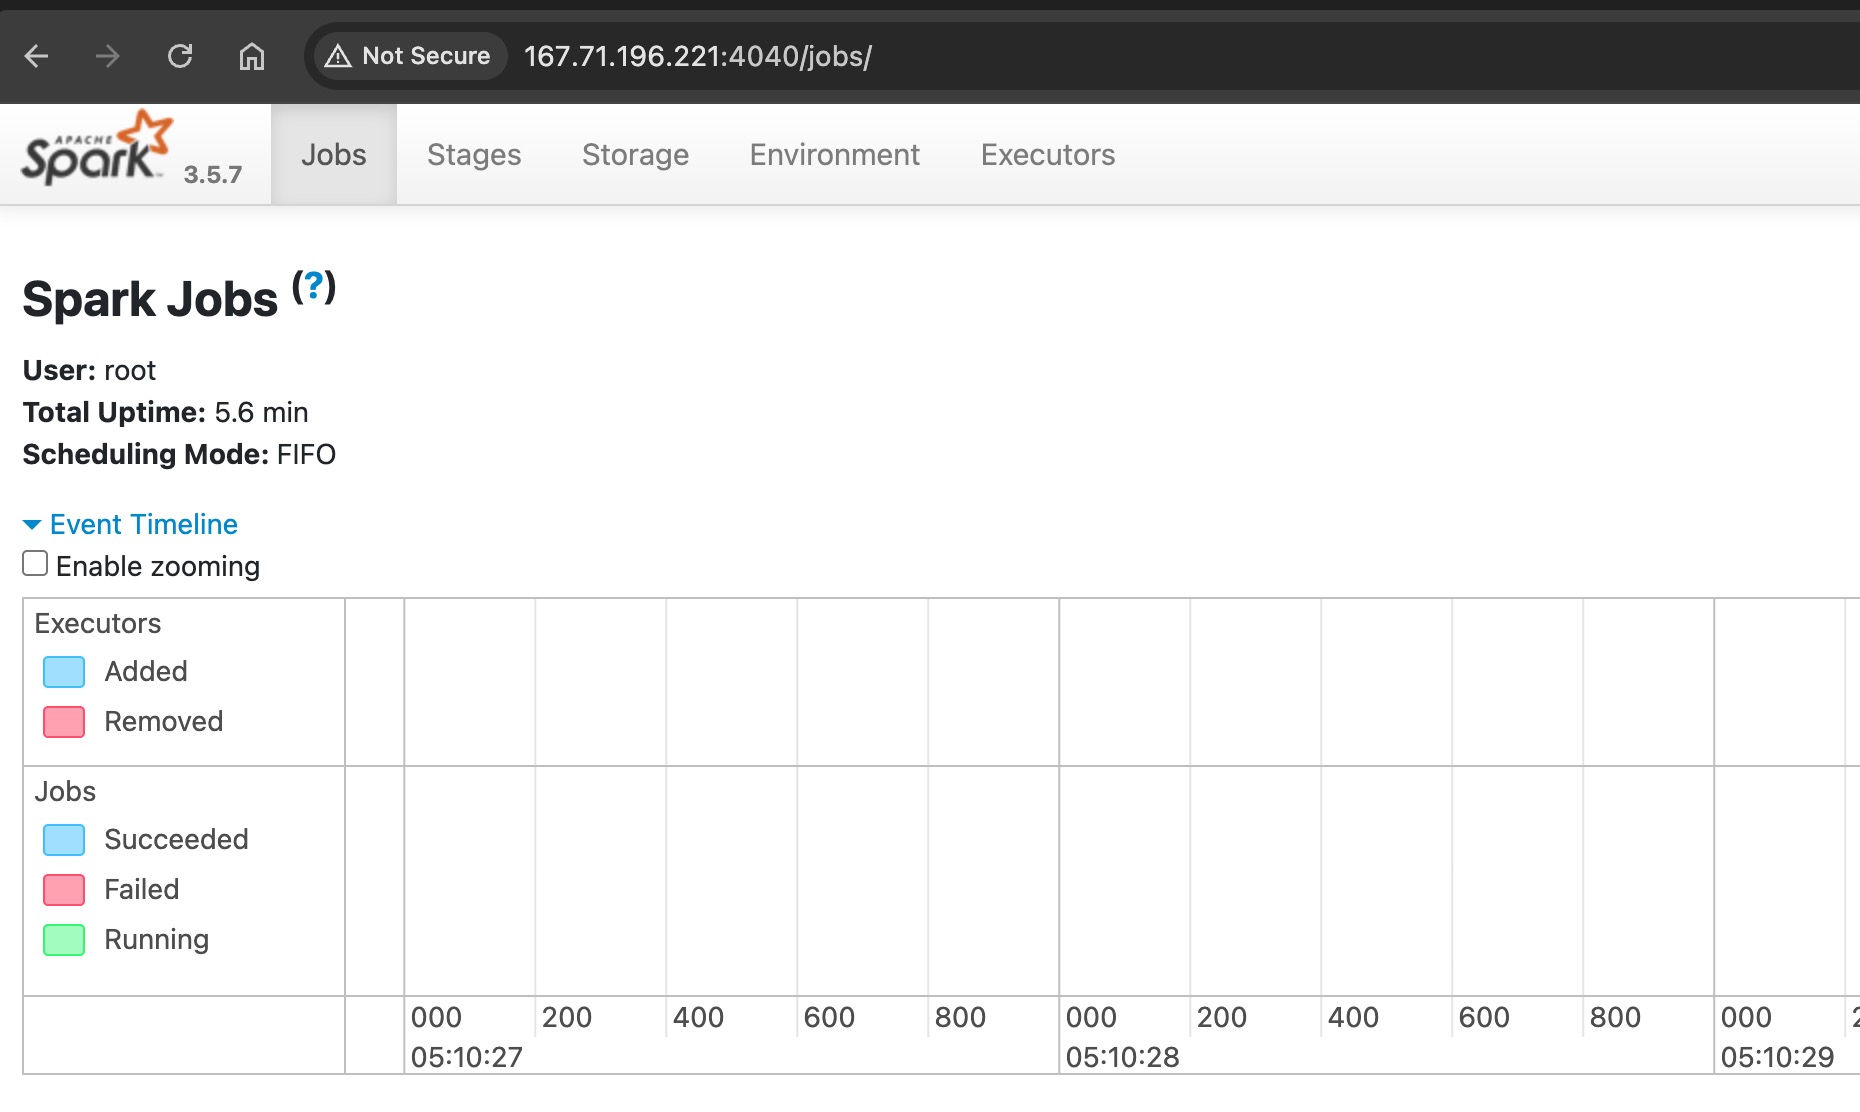 Not Secure 167.71.196.221:4040/jobs/
APACHE
Spark™ 3.5.7 Jobs Stages Storage Environment Executors
Spark Jobs (?)
User: root
Total Uptime: 5.6 min
Scheduling Mode: FIFO
Event Timeline
Enable zooming
Executors
Added
Removed
Jobs
Succeeded
Failed
Running
000 200 400 600 800 000 200 400 600 800 000
05:10:27 05:10:28 05:10:29